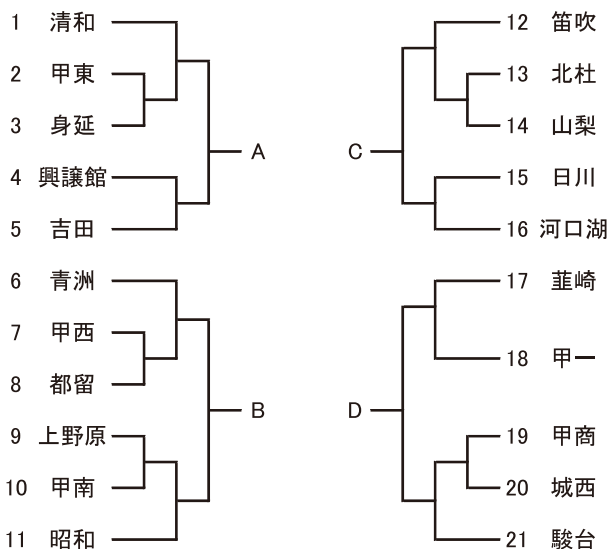 1 清和
2 甲東
3 身延
4 興譲館
5 吉田
A
6 青洲
7 甲西
8 都留
9 上野原
10 甲南
11 昭和
B
12 笛吹
13 北杜
14 山梨
15 日川
16 河口湖
C
17 韮崎
18 甲一
19 甲商
20 城西
21 駿台
D